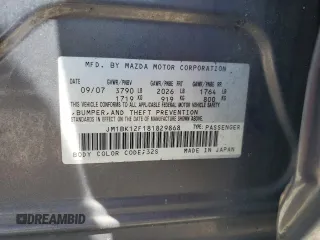 MFD. BY MAZDA MOTOR CORPORATION
GVWR/PNBV GAWR/PNBE FRT GAWR/PNBE RR
09/07 3790 LB 2026 LB 1764 LB
1719 KG 919 KG 800 KG
THIS VEHICLE CONFORMS TO ALL APPLICABLE FEDERAL MOTOR VEHICLE SAFETY
, BUMPER, AND THEFT PREVENTION
STANDARDS IN EFFECT ON THE DATE OF MANUFACTURE SHOWN ABOVE.
JM1BK12F181829868 TYPE: PASSENGER
BODY COLOR CODE/32S MADE IN JAPAN
DREAMBID